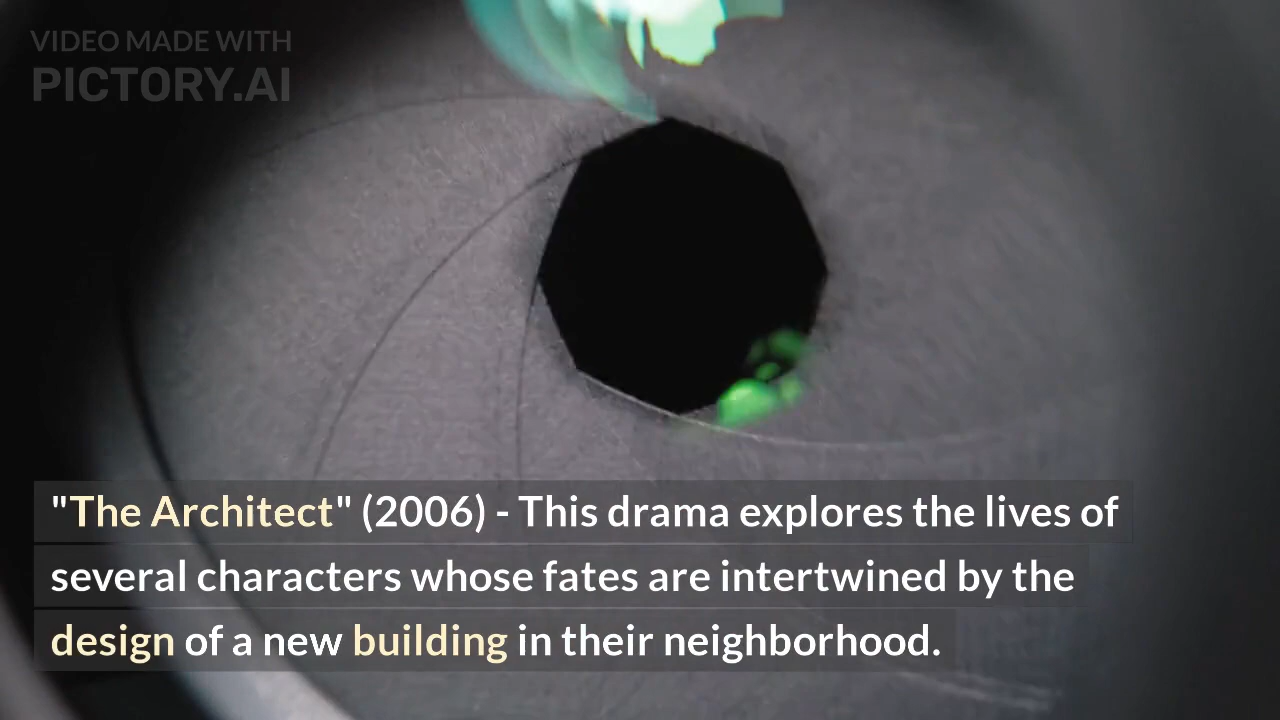 VIDEO MADE WITH
PICTORY.AI
"The Architect" (2006) - This drama explores the lives of
several characters whose fates are intertwined by the
design of a new building in their neighborhood.